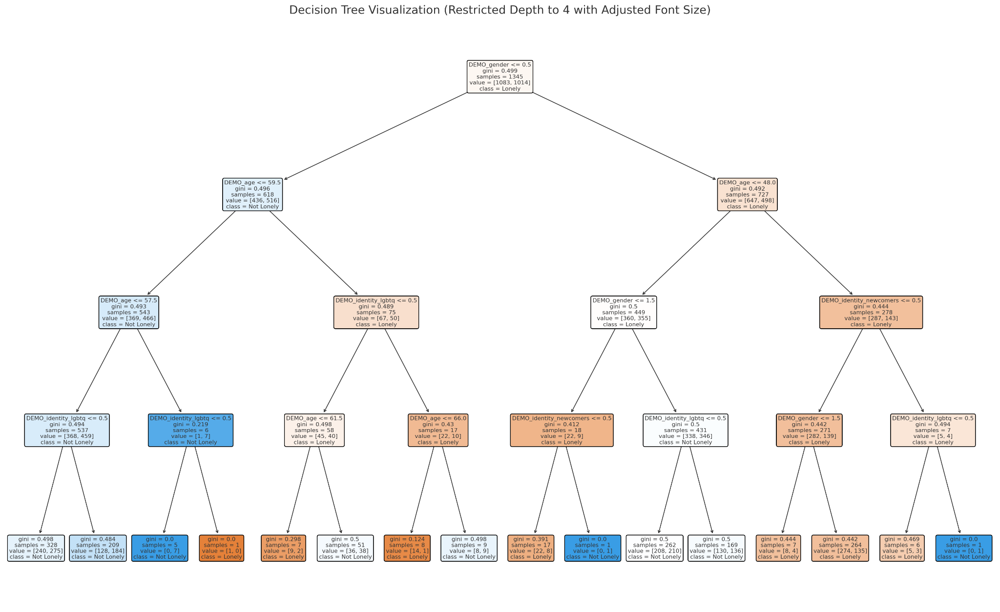 Decision Tree Visualization (Restricted Depth to 4 with Adjusted Font Size)
DEMO_gender <= 0.5
gini = 0.499
samples = 1345
value = [1083, 1014]
class = Lonely
DEMO_age <= 59.5
gini = 0.496
samples = 618
value = [436, 516]
class = Not Lonely
DEMO_age <= 48.0
gini = 0.492
samples = 727
value = [647, 498]
class = Lonely
DEMO_age <= 57.5
gini = 0.493
samples = 543
value = [369, 466]
class = Not Lonely
DEMO_identity_lgbtq <= 0.5
gini = 0.489
samples = 75
value = [67, 50]
class = Lonely
DEMO_gender <= 1.5
gini = 0.5
samples = 449
value = [360, 355]
class = Lonely
DEMO_identity_newcomers <= 0.5
gini = 0.444
samples = 278
value = [287, 143]
class = Lonely
DEMO_identity_lgbtq <= 0.5
gini = 0.494
samples = 537
value = [368, 459]
class = Not Lonely
DEMO_identity_lgbtq <= 0.5
gini = 0.219
samples = 6
value = [1, 7]
class = Not Lonely
DEMO_age <= 61.5
gini = 0.498
samples = 58
value = [45, 40]
class = Lonely
DEMO_age <= 66.0
gini = 0.43
samples = 17
value = [22, 10]
class = Lonely
DEMO_identity_newcomers <= 0.5
gini = 0.412
samples = 18
value = [22, 9]
class = Lonely
DEMO_identity_lgbtq <= 0.5
gini = 0.5
samples = 431
value = [338, 346]
class = Not Lonely
DEMO_gender <= 1.5
gini = 0.442
samples = 271
value = [282, 139]
class = Lonely
DEMO_identity_lgbtq <= 0.5
gini = 0.494
samples = 7
value = [5, 4]
class = Lonely
gini = 0.498
samples = 328
value = [240, 275]
class = Not Lonely
gini = 0.484
samples = 209
value = [128, 184]
class = Not Lonely
gini = 0.0
samples = 5
value = [0, 7]
class = Not Lonely
gini = 0.0
samples = 1
value = [1, 0]
class = Lonely
gini = 0.298
samples = 7
value = [9, 2]
class = Lonely
gini = 0.5
samples = 51
value = [36, 38]
class = Not Lonely
gini = 0.124
samples = 8
value = [14, 1]
class = Lonely
gini = 0.498
samples = 9
value = [8, 9]
class = Not Lonely
gini = 0.391
samples = 17
value = [22, 8]
class = Lonely
gini = 0.0
samples = 1
value = [0, 1]
class = Not Lonely
gini = 0.5
samples = 262
value = [208, 210]
class = Not Lonely
gini = 0.5
samples = 169
value = [130, 136]
class = Not Lonely
gini = 0.444
samples = 7
value = [8, 4]
class = Lonely
gini = 0.442
samples = 264
value = [274, 135]
class = Lonely
gini = 0.469
samples = 6
value = [5, 3]
class = Lonely
gini = 0.0
samples = 1
value = [0, 1]
class = Not Lonely